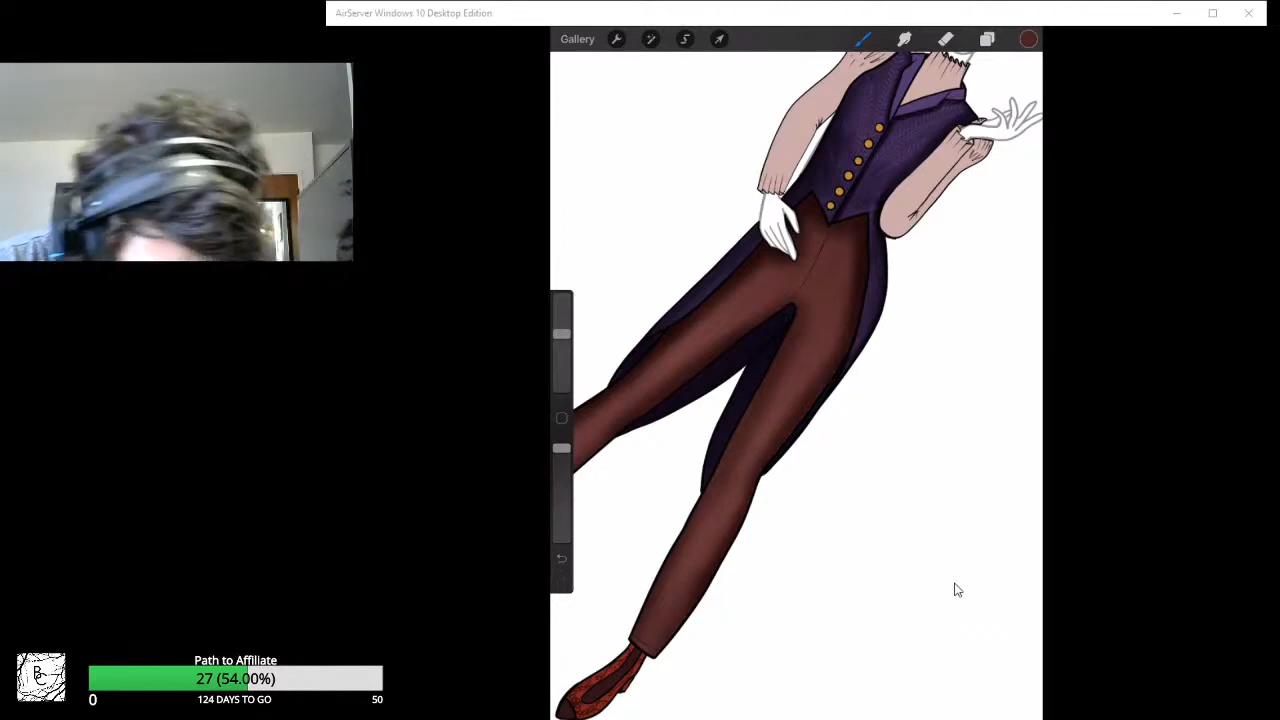 AirServer Windows 10 Desktop Edition
Gallery
Path to Affiliate
27 (54.00%)
0
124 DAYS TO GO
50